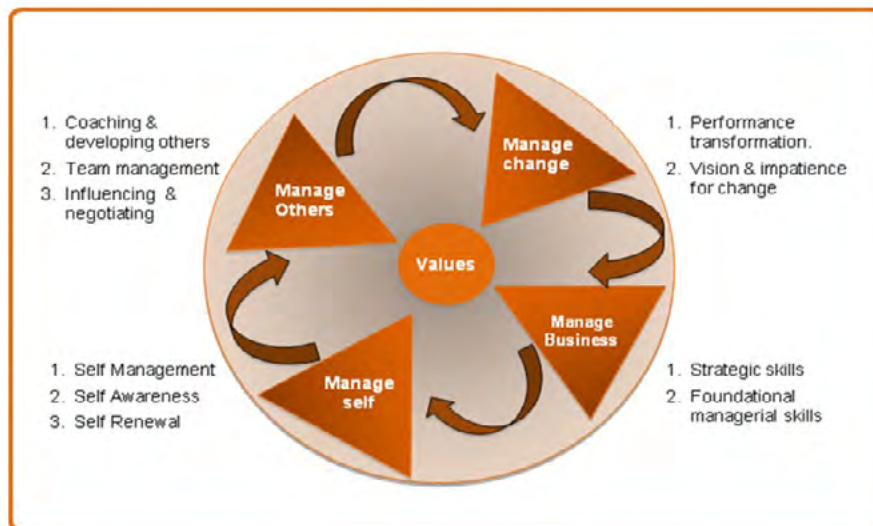 1. Coaching &
developing others
2. Team management
3. Influencing &
negotiating
Manage
Others
Manage
change
1. Performance
transformation.
2. Vision & impatience
for change
Values
Manage
Business
Manage
self
1. Self Management
2. Self Awareness
3. Self Renewal
1. Strategic skills
2. Foundational
managerial skills